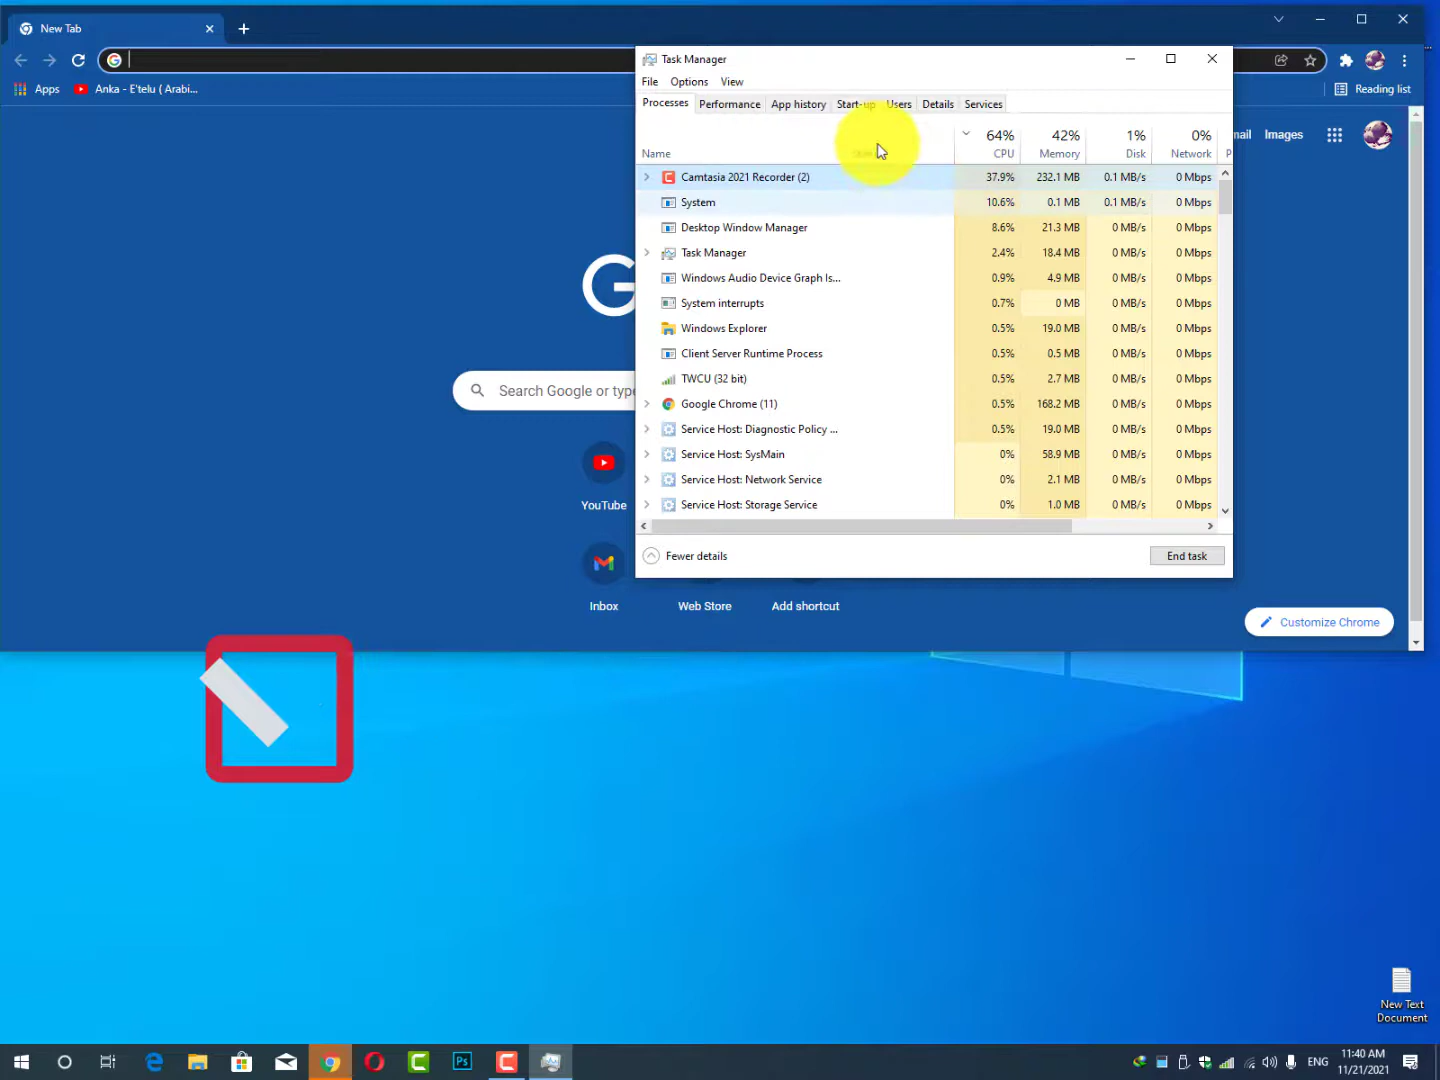 New Tab
Apps
Anka - E'telu ( Arabi...
Reading list
Images
Search Google or type
YouTube
Inbox
Web Store
Add shortcut
Customize Chrome
Task Manager
File Options View
Processes Performance App history Start-up Users Details Services
64% 42% 1% 0%
Name CPU Memory Disk Network P
Camtasia 2021 Recorder (2) 37.9% 232.1 MB 0.1 MB/s 0 Mbps
System 10.6% 0.1 MB 0.1 MB/s 0 Mbps
Desktop Window Manager 8.6% 21.3 MB 0 MB/s 0 Mbps
Task Manager 2.4% 18.4 MB 0 MB/s 0 Mbps
Windows Audio Device Graph Is... 0.9% 4.9 MB 0 MB/s 0 Mbps
System interrupts 0.7% 0 MB 0 MB/s 0 Mbps
Windows Explorer 0.5% 19.0 MB 0 MB/s 0 Mbps
Client Server Runtime Process 0.5% 0.5 MB 0 MB/s 0 Mbps
TWCU (32 bit) 0.5% 2.7 MB 0 MB/s 0 Mbps
Google Chrome (11) 0.5% 168.2 MB 0 MB/s 0 Mbps
Service Host: Diagnostic Policy ... 0.5% 19.0 MB 0 MB/s 0 Mbps
Service Host: SysMain 0% 58.9 MB 0 MB/s 0 Mbps
Service Host: Network Service 0% 2.1 MB 0 MB/s 0 Mbps
Service Host: Storage Service 0% 1.0 MB 0 MB/s 0 Mbps
Fewer details
End task
New Text
Document
Ps
ENG
11:40 AM
11/21/2021